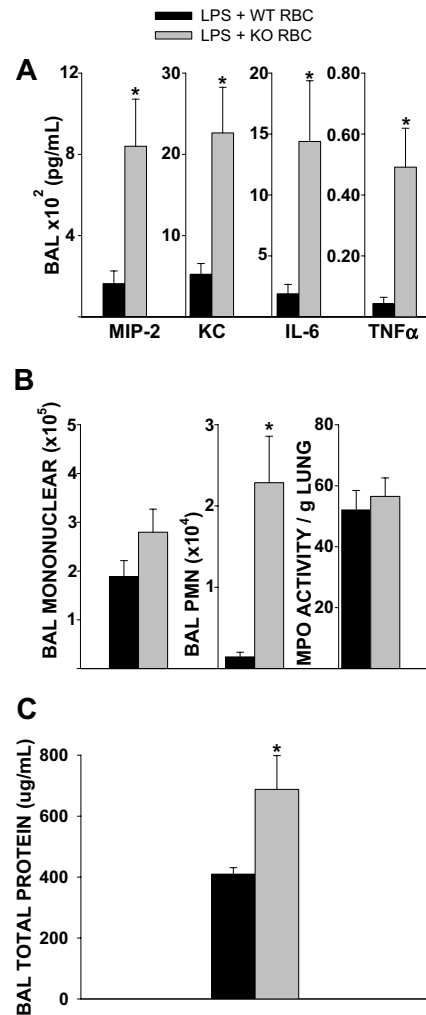 LPS + WT RBC
LPS + KO RBC
A
BAL x10² (pg/mL)
12
8
4
30
20
10
20
15
10
5
0.80
0.60
0.40
0.20
*
*
*
*
MIP-2
KC
IL-6
TNFα
B
BAL MONONUCLEAR (x10⁵)
5
4
3
2
1
BAL PMN (x10⁴)
3
2
1
*
MPO ACTIVITY / g LUNG
80
60
40
20
C
BAL TOTAL PROTEIN (ug/mL)
800
600
400
200
0
*